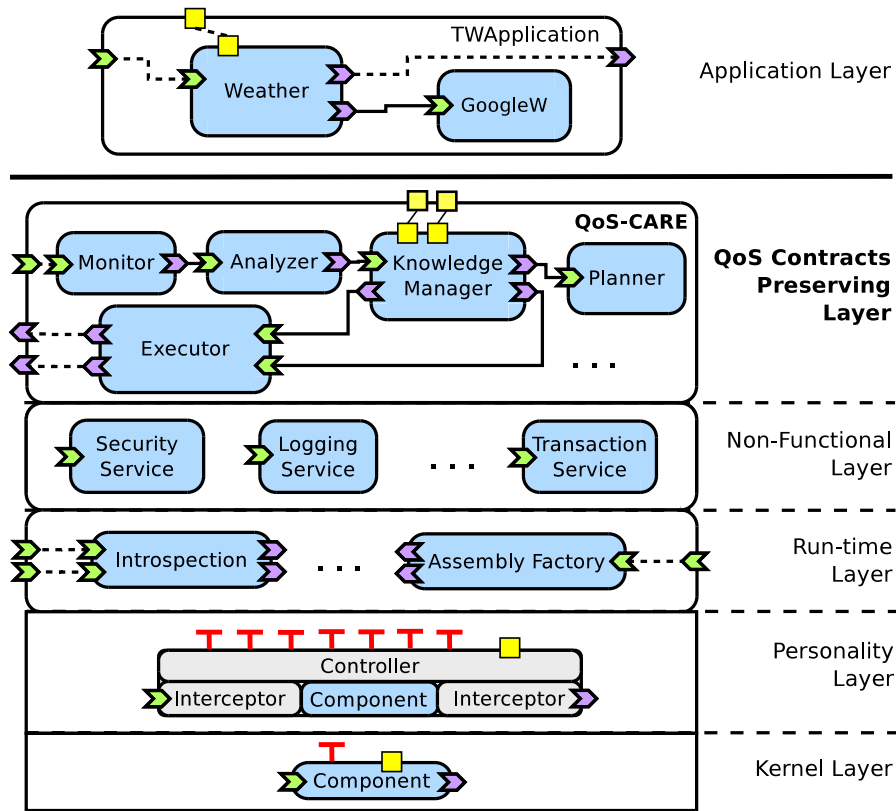 TWApplication
Weather
GoogleW
Application Layer
QoS-CARE
Monitor
Analyzer
Knowledge
Manager
Planner
Executor
. . .
QoS Contracts
Preserving
Layer
Security
Service
Logging
Service
. . .
Transaction
Service
Non-Functional
Layer
Introspection
. . .
Assembly Factory
Run-time
Layer
Controller
Interceptor
Component
Interceptor
Personality
Layer
Component
Kernel Layer